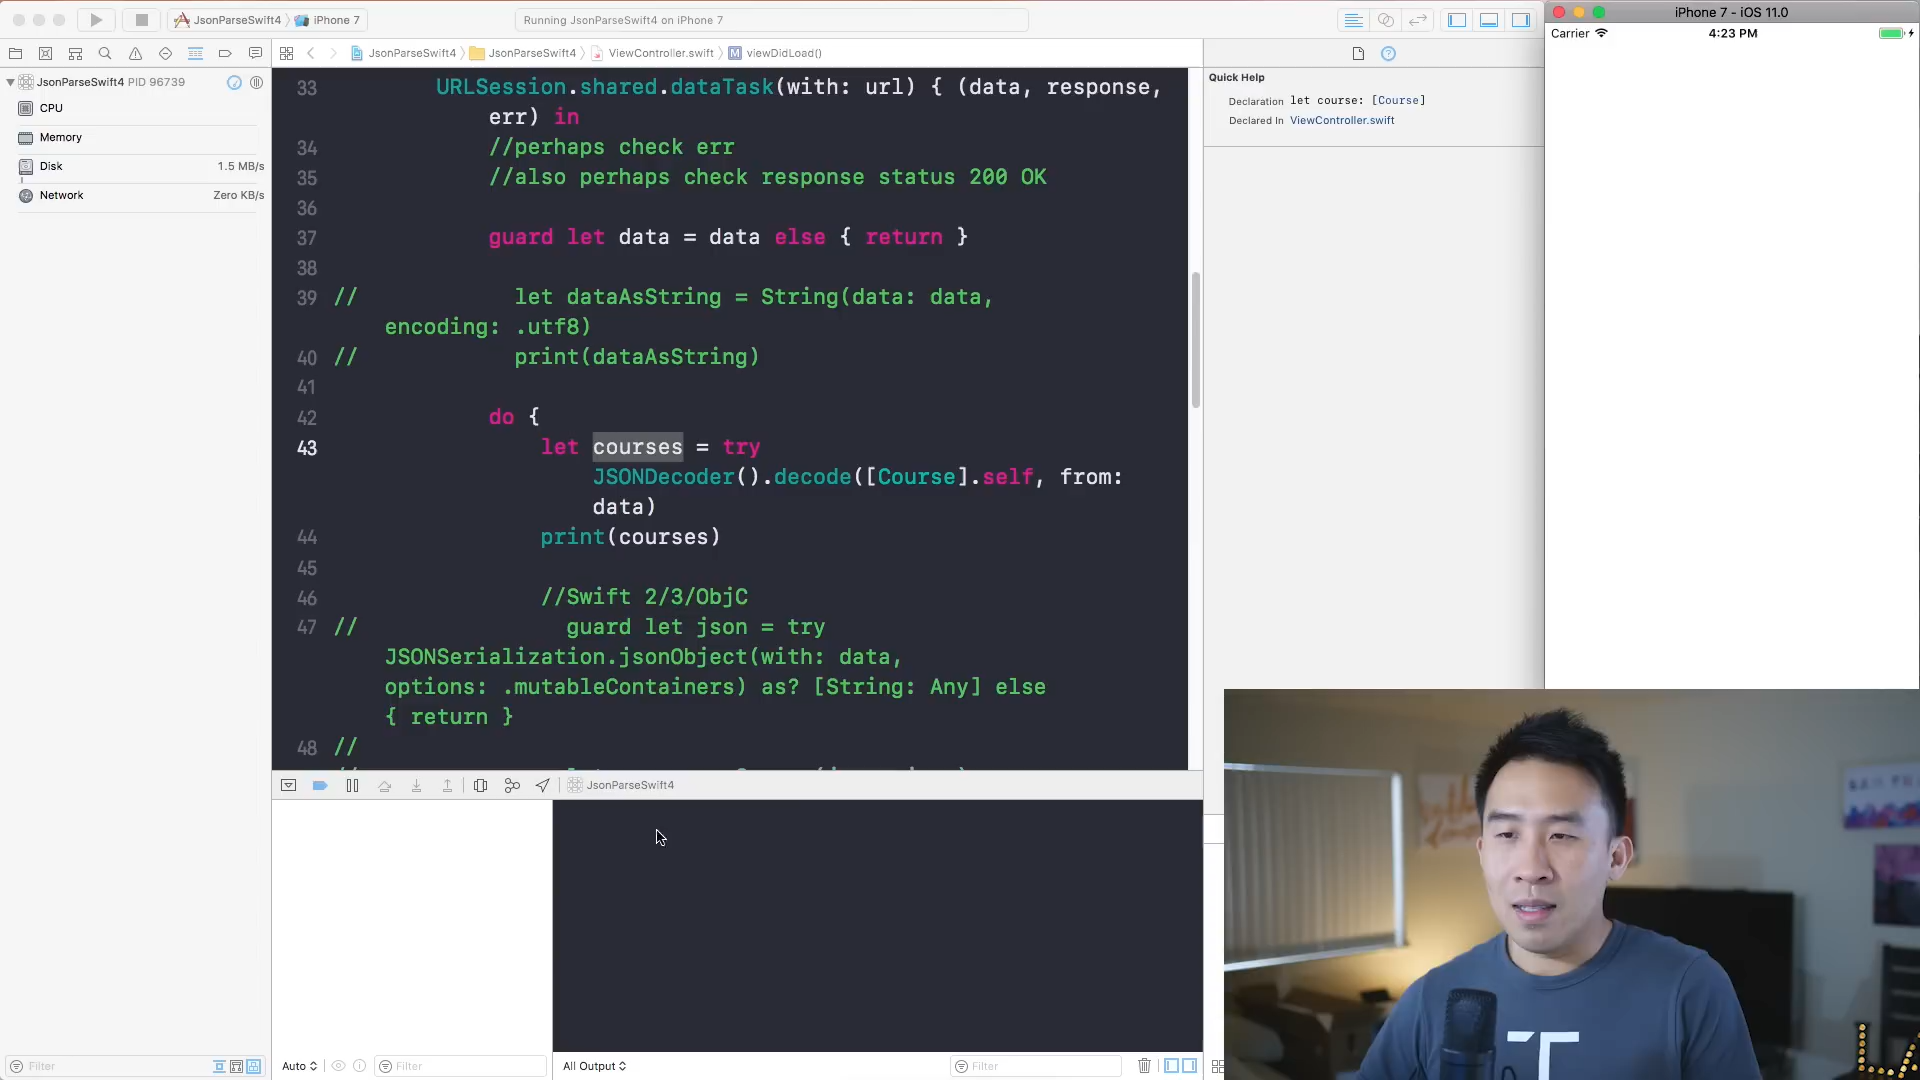 JsonParseSwift4 iPhone 7
Running JsonParseSwift4 on iPhone 7
iPhone 7 - iOS 11.0
Carrier 4:23 PM
JsonParseSwift4 JsonParseSwift4 ViewController.swift M viewDidLoad()
JsonParseSwift4 PID 96739
CPU
Memory
Disk 1.5 MB/s
Network Zero KB/s
Quick Help
Declaration let course: [Course]
Declared In ViewController.swift
33 URLSession.shared.dataTask(with: url) { (data, response,
err) in
34 //perhaps check err
35 //also perhaps check response status 200 OK
36
37 guard let data = data else { return }
38
39 // let dataAsString = String(data: data,
encoding: .utf8)
40 // print(dataAsString)
41
42 do {
43 let courses = try
JSONDecoder().decode([Course].self, from:
data)
44 print(courses)
45
46 //Swift 2/3/ObjC
47 // guard let json = try
JSONSerialization.jsonObject(with: data,
options: .mutableContainers) as? [String: Any] else
{ return }
48 //
JsonParseSwift4
Filter
Auto
Filter
All Output
Filter